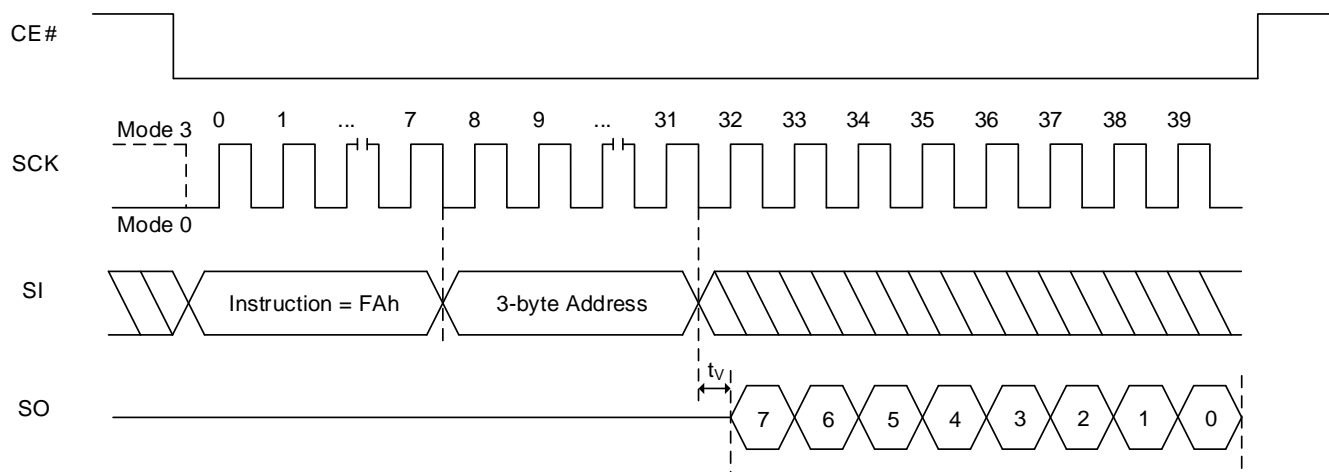 CE#
Mode 3
0 1 ... 7 8 9 ... 31 32 33 34 35 36 37 38 39
SCK
Mode 0
SI
Instruction = FAh
3-byte Address
tV
SO
7 6 5 4 3 2 1 0